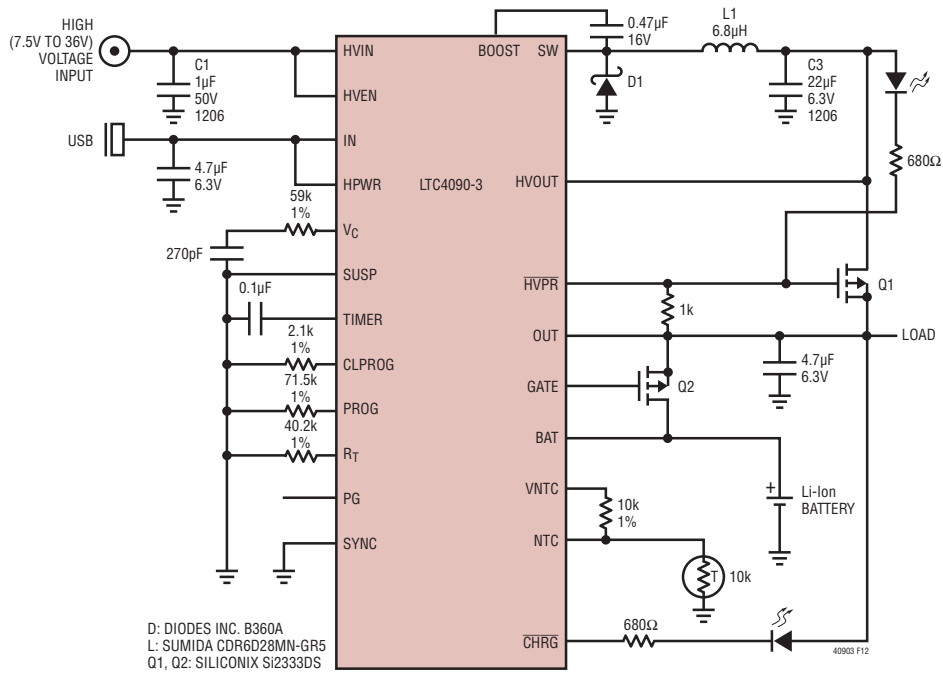 HIGH
(7.5V TO 36V)
VOLTAGE
INPUT
C1
1µF
50V
1206
USB
4.7µF
6.3V
59k
1%
270pF
0.1µF
2.1k
1%
71.5k
1%
40.2k
1%
HVIN
HVEN
IN
HPWR
VC
SUSP
TIMER
CLPROG
PROG
RT
PG
SYNC
LTC4090-3
BOOST
SW
HVOUT
HVPR
OUT
GATE
BAT
VNTC
NTC
CHRG
0.47µF
16V
D1
L1
6.8µH
C3
22µF
6.3V
1206
680Ω
Q1
1k
LOAD
4.7µF
6.3V
Q2
+
Li-Ion
BATTERY
10k
1%
T
10k
680Ω
40903 F12
D: DIODES INC. B360A
L: SUMIDA CDR6D28MN-GR5
Q1, Q2: SILICONIX Si2333DS